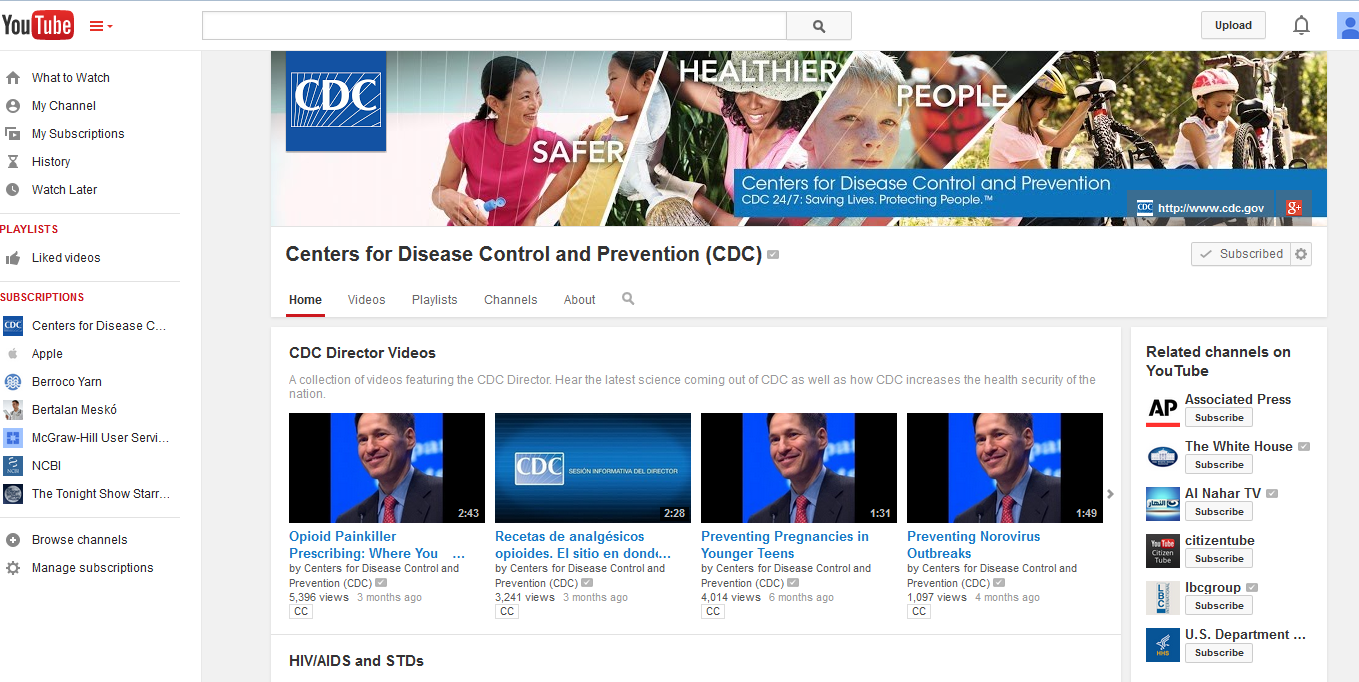 YouTube
Upload
What to Watch
My Channel
My Subscriptions
History
Watch Later
PLAYLISTS
Liked videos
SUBSCRIPTIONS
CDC
Centers for Disease C...
Apple
Berroco Yarn
Bertalan Meskó
McGraw-Hill User Servi...
NCBI
The Tonight Show Starr...
Browse channels
Manage subscriptions
CDC
SAFER
HEALTHIER
PEOPLE
Centers for Disease Control and Prevention
CDC 24/7: Saving Lives. Protecting People.™
CDC http://www.cdc.gov
g+
Centers for Disease Control and Prevention (CDC)
Subscribed
Home Videos Playlists Channels About
CDC Director Videos
A collection of videos featuring the CDC Director. Hear the latest science coming out of CDC as well as how CDC increases the health security of the
nation.
2:43
Opioid Painkiller
Prescribing: Where You ...
by Centers for Disease Control and
Prevention (CDC)
5,396 views 3 months ago
CC
CDC
SESIÓN INFORMATIVA DEL DIRECTOR
2:28
Recetas de analgésicos
opioides. El sitio en donde...
by Centers for Disease Control and
Prevention (CDC)
3,241 views 3 months ago
CC
1:31
Preventing Pregnancies in
Younger Teens
by Centers for Disease Control and
Prevention (CDC)
4,014 views 6 months ago
CC
1:49
Preventing Norovirus
Outbreaks
by Centers for Disease Control and
Prevention (CDC)
1,097 views 4 months ago
CC
HIV/AIDS and STDs
Related channels on
YouTube
AP
Associated Press
Subscribe
The White House
Subscribe
Al Nahar TV
Subscribe
You Tube
Citizen
Tube
citizentube
Subscribe
LBC
INTERNATIONAL
lbcgroup
Subscribe
HHS
U.S. Department ...
Subscribe